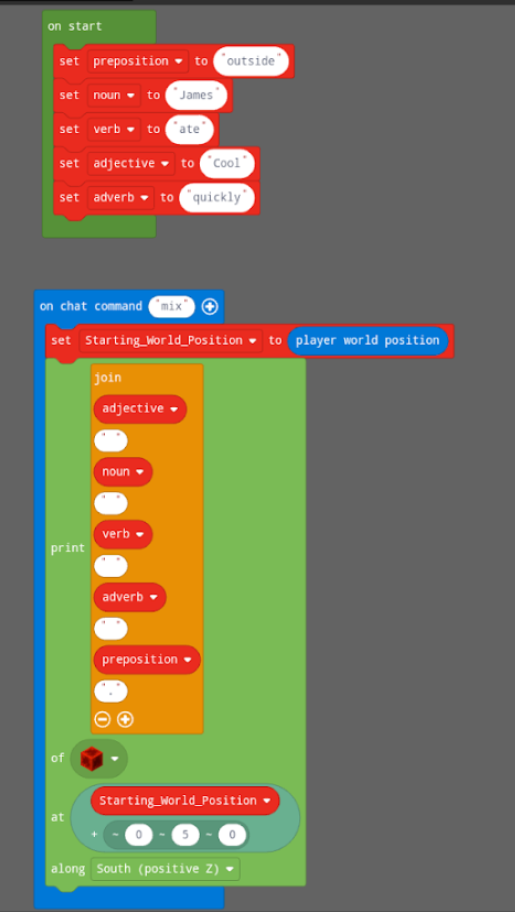 on start
set preposition to "outside"
set noun to "James"
set verb to "ate"
set adjective to "Cool"
set adverb to "quickly"
on chat command "mix"
set Starting_World_Position to player world position
join
adjective
" "
noun
" "
verb
" "
print
adverb
" "
preposition
"."
of
Starting_World_Position
at
+ ~ 0 ~ 5 ~ 0
along South (positive Z)